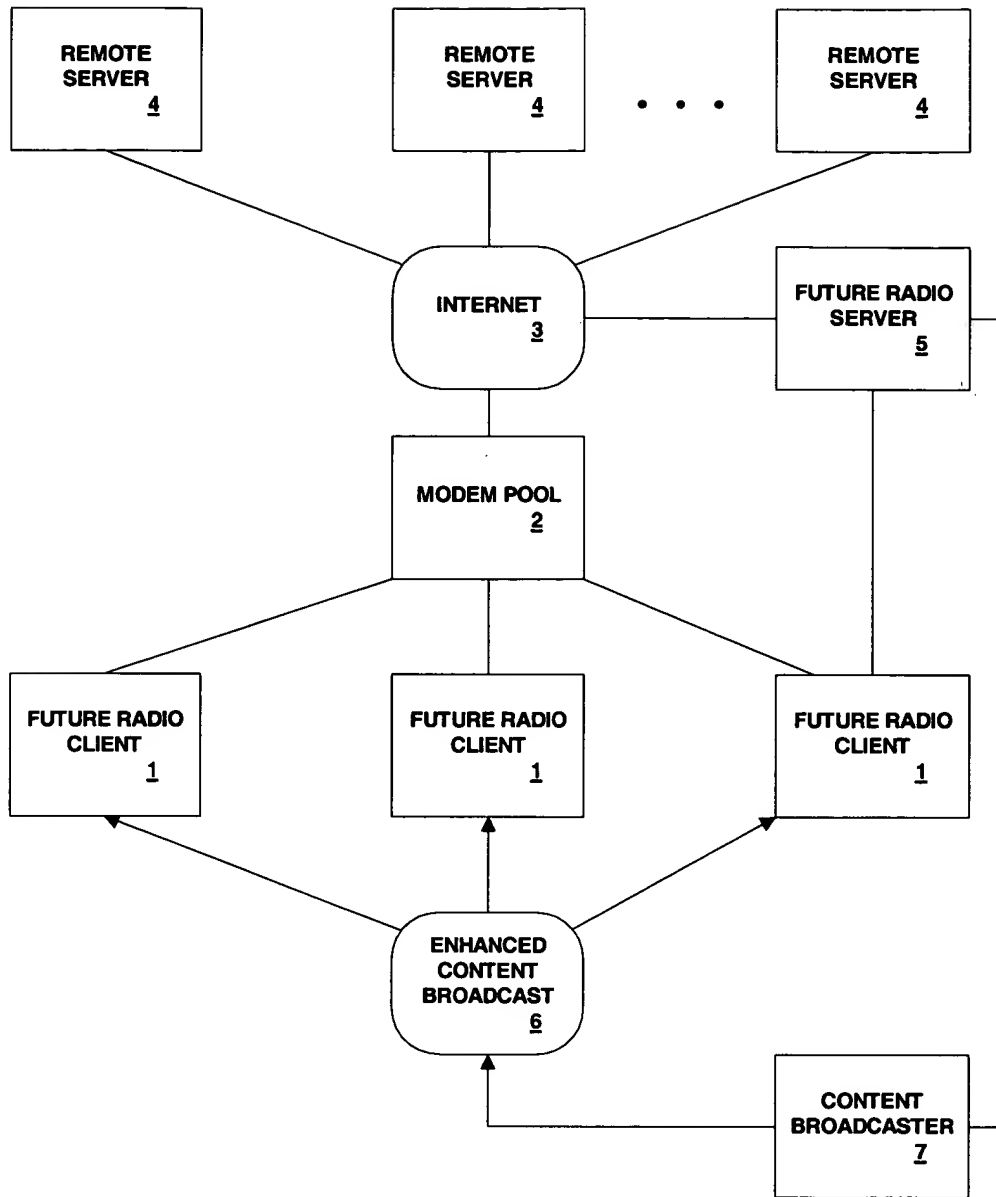 REMOTE
SERVER
4
REMOTE
SERVER
4
REMOTE
SERVER
4
INTERNET
3
FUTURE RADIO
SERVER
5
MODEM POOL
2
FUTURE RADIO
CLIENT
1
FUTURE RADIO
CLIENT
1
FUTURE RADIO
CLIENT
1
ENHANCED
CONTENT
BROADCAST
6
CONTENT
BROADCASTER
7